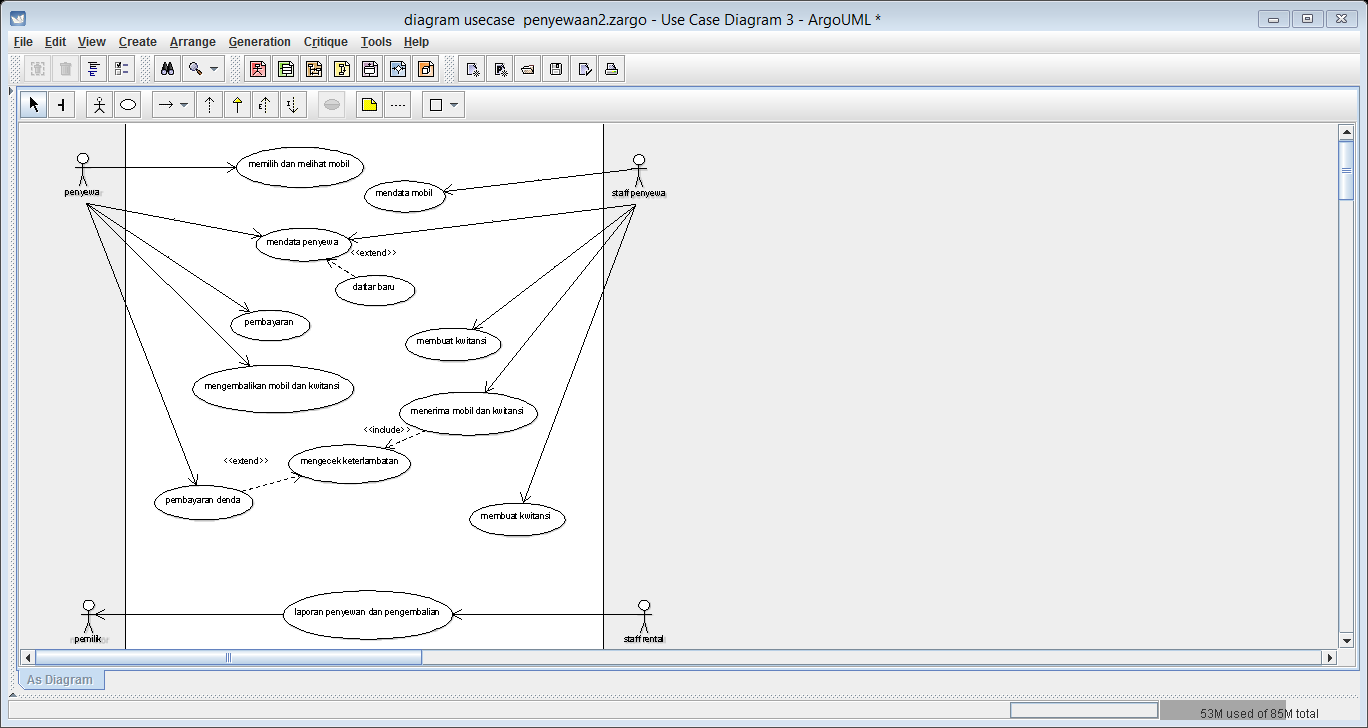 diagram usecase penyewaan2.zargo - Use Case Diagram 3 - ArgoUML *
File Edit View Create Arrange Generation Critique Tools Help
memilih dan melihat mobil
penyewa
mendata mobil
staff penyewa
mendata penyewa
<<extend>>
daftar baru
pembayaran
membuat kwitansi
mengembalikan mobil dan kwitansi
menerima mobil dan kwitansi
<<include>>
<<extend>>
mengecek keterlambatan
pembayaran denda
membuat kwitansi
laporan penyewan dan pengembalian
pemilik
staff rental
As Diagram
53M used of 85M total